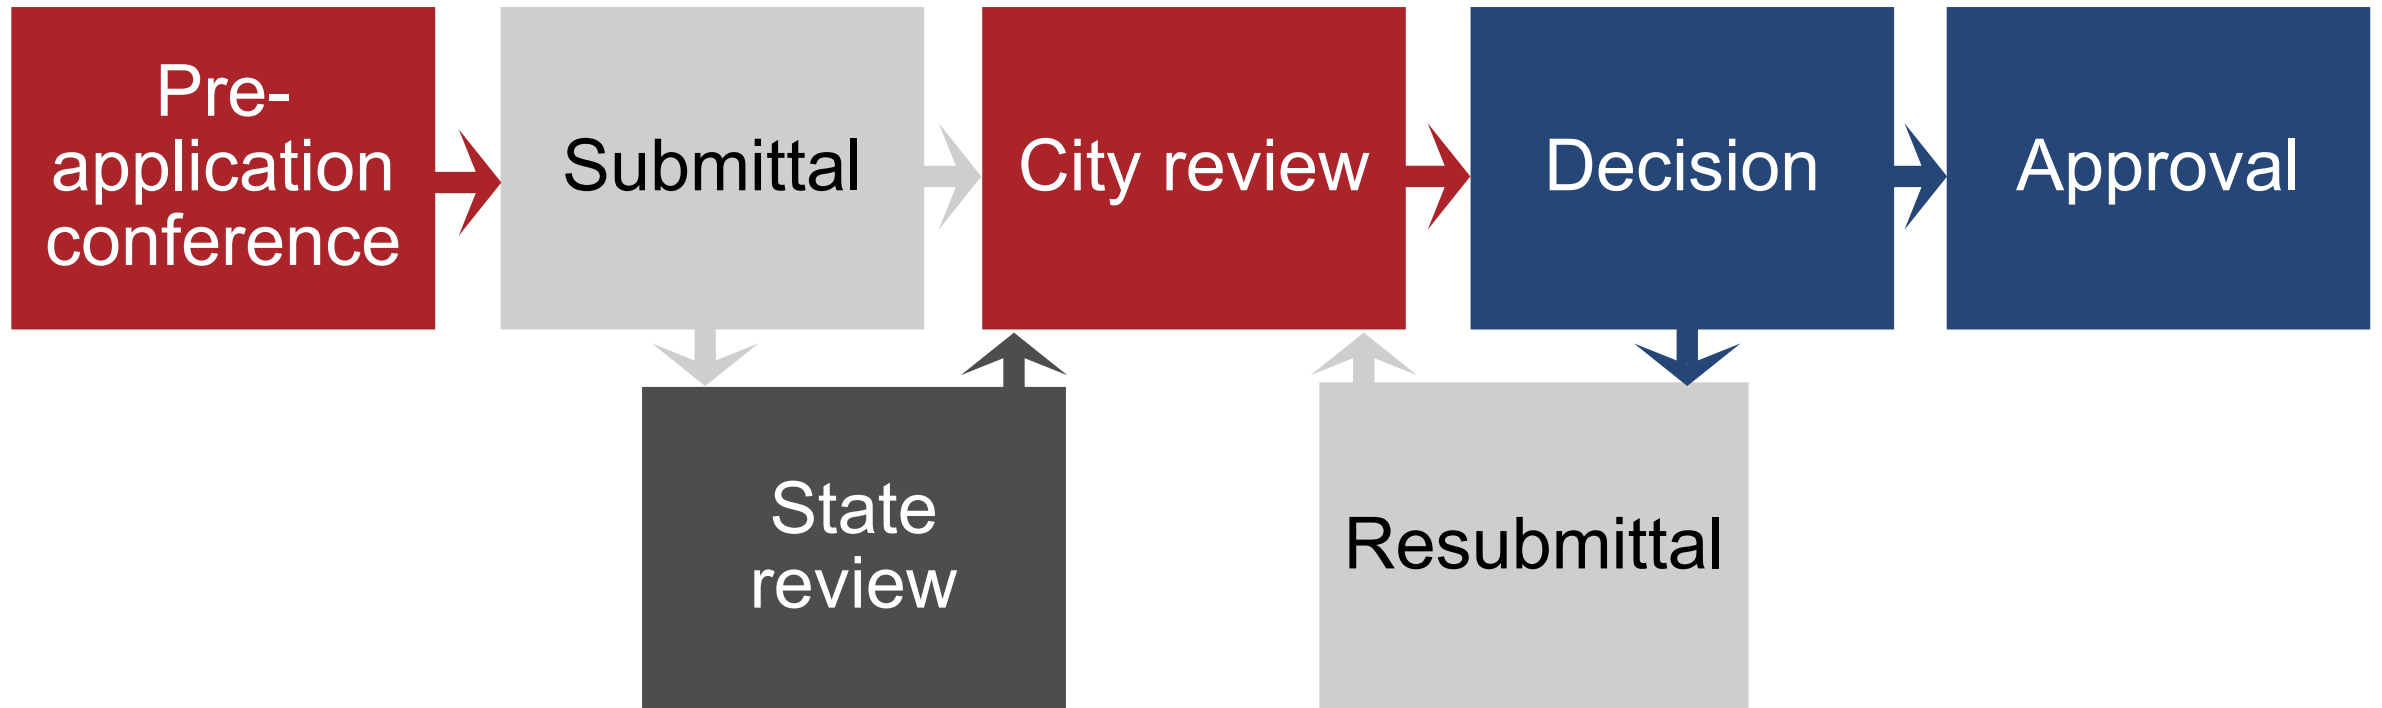 Pre-
application
conference
Submittal
City review
Decision
Approval
State
review
Resubmittal